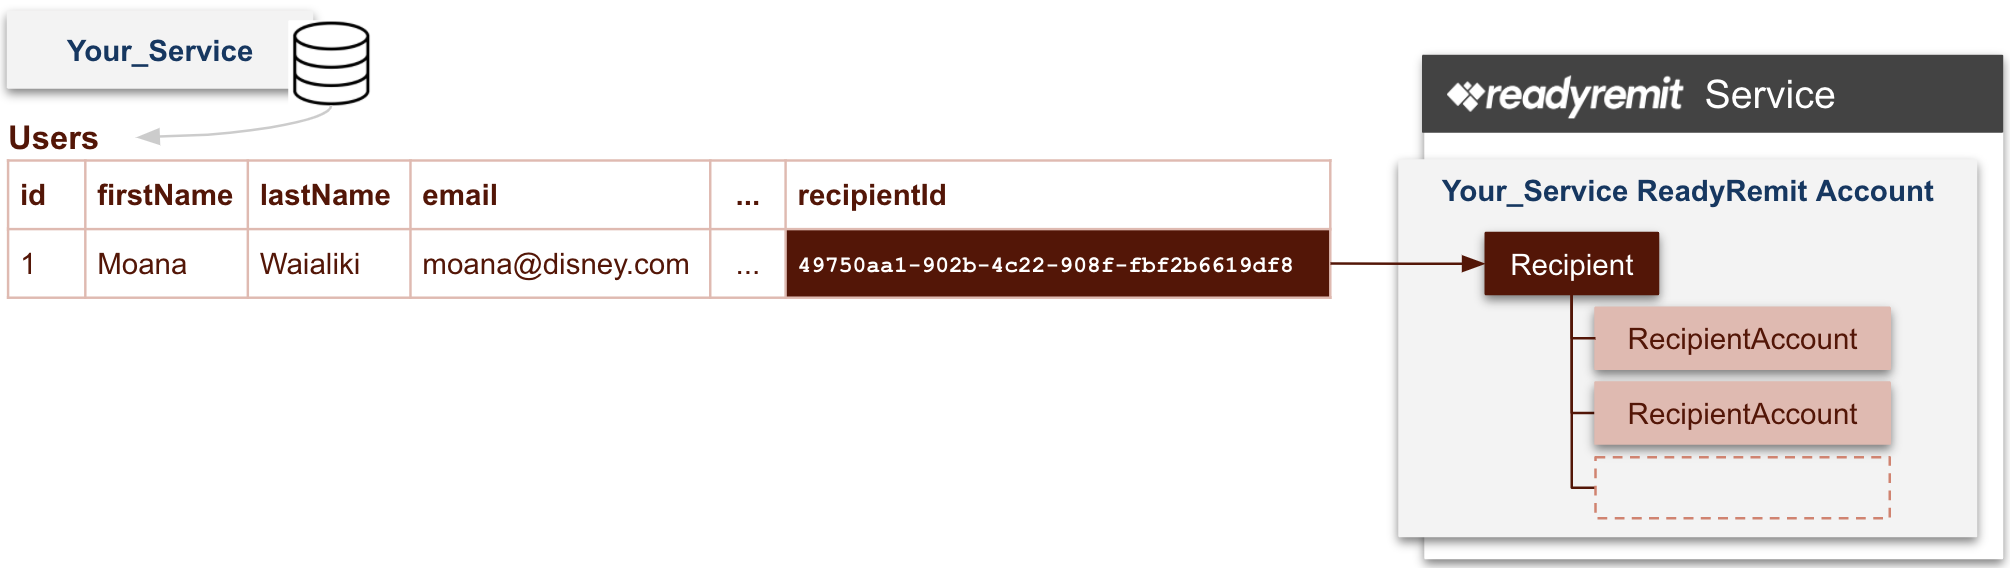 Your_Service
Users
id firstName lastName email ... recipientId
1 Moana Waialiki moana@disney.com ... 49750aa1-902b-4c22-908f-fbf2b6619df8
readyremit Service
Your_Service ReadyRemit Account
Recipient
RecipientAccount
RecipientAccount